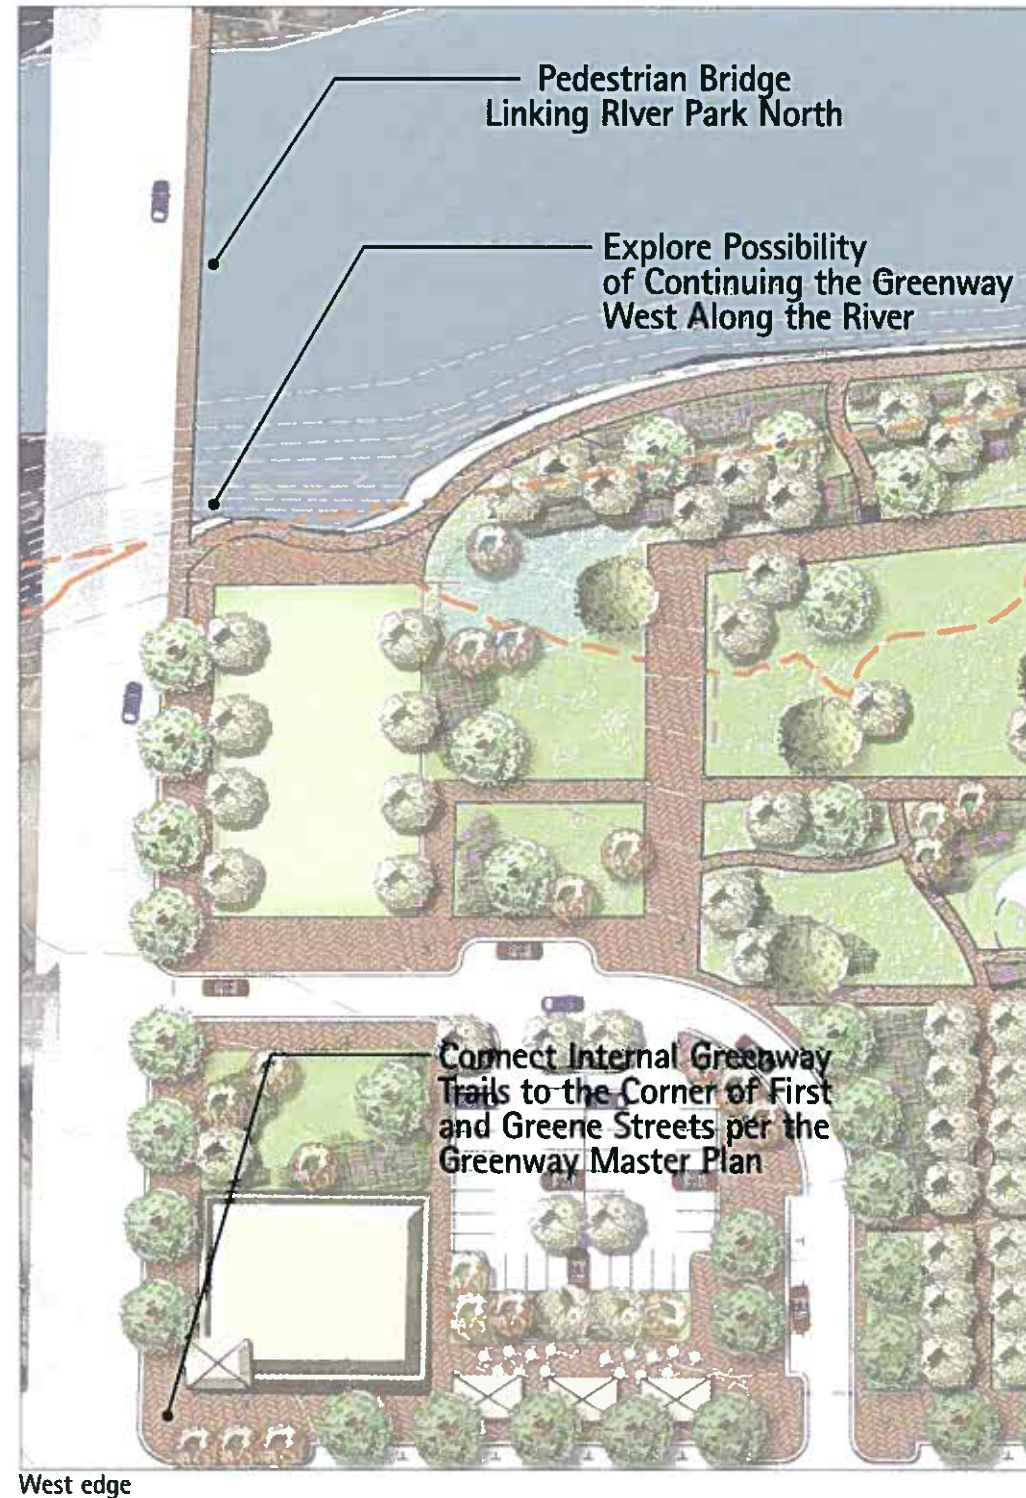 Pedestrian Bridge
Linking RIver Park North
Explore Possibility
of Continuing the Greenway
West Along the River
Connect Internal Greenway
Trails to the Corner of First
and Greene Streets per the
Greenway Master Plan
West edge